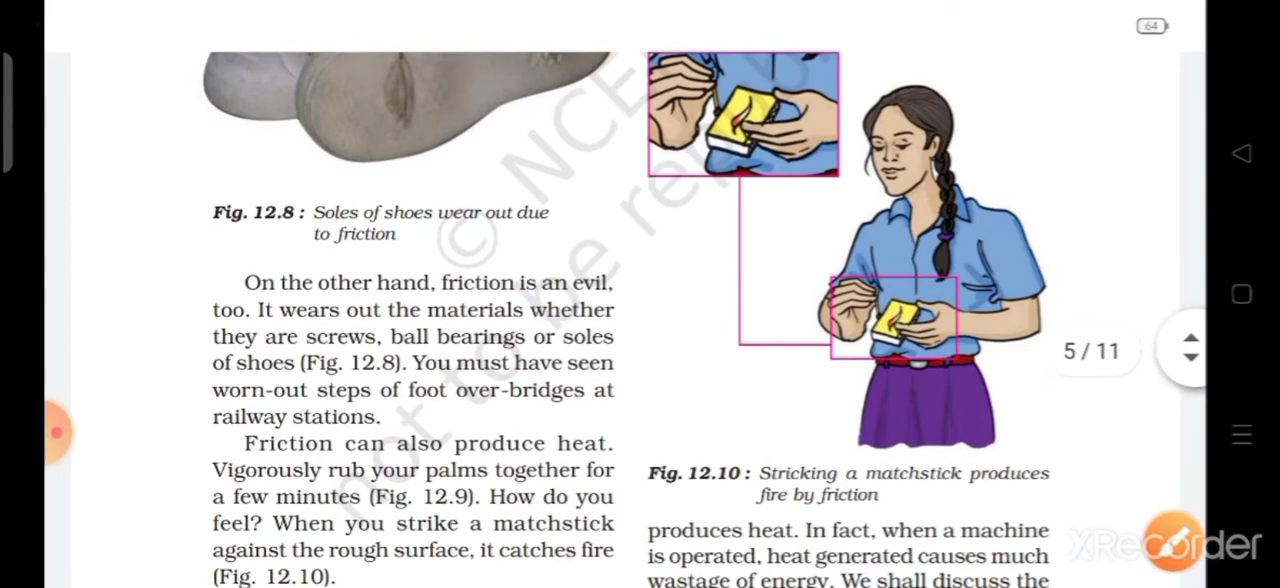 64
Fig. 12.8 : Soles of shoes wear out due
to friction
On the other hand, friction is an evil,
too. It wears out the materials whether
they are screws, ball bearings or soles
of shoes (Fig. 12.8). You must have seen
worn-out steps of foot over-bridges at
railway stations.
Friction can also produce heat.
Vigorously rub your palms together for
a few minutes (Fig. 12.9). How do you
feel? When you strike a matchstick
against the rough surface, it catches fire
(Fig. 12.10).
Fig. 12.10 : Stricking a matchstick produces
fire by friction
produces heat. In fact, when a machine
is operated, heat generated causes much
wastage of energy. We shall discuss the
5 / 11
© NCE
not to be re
XRecorder